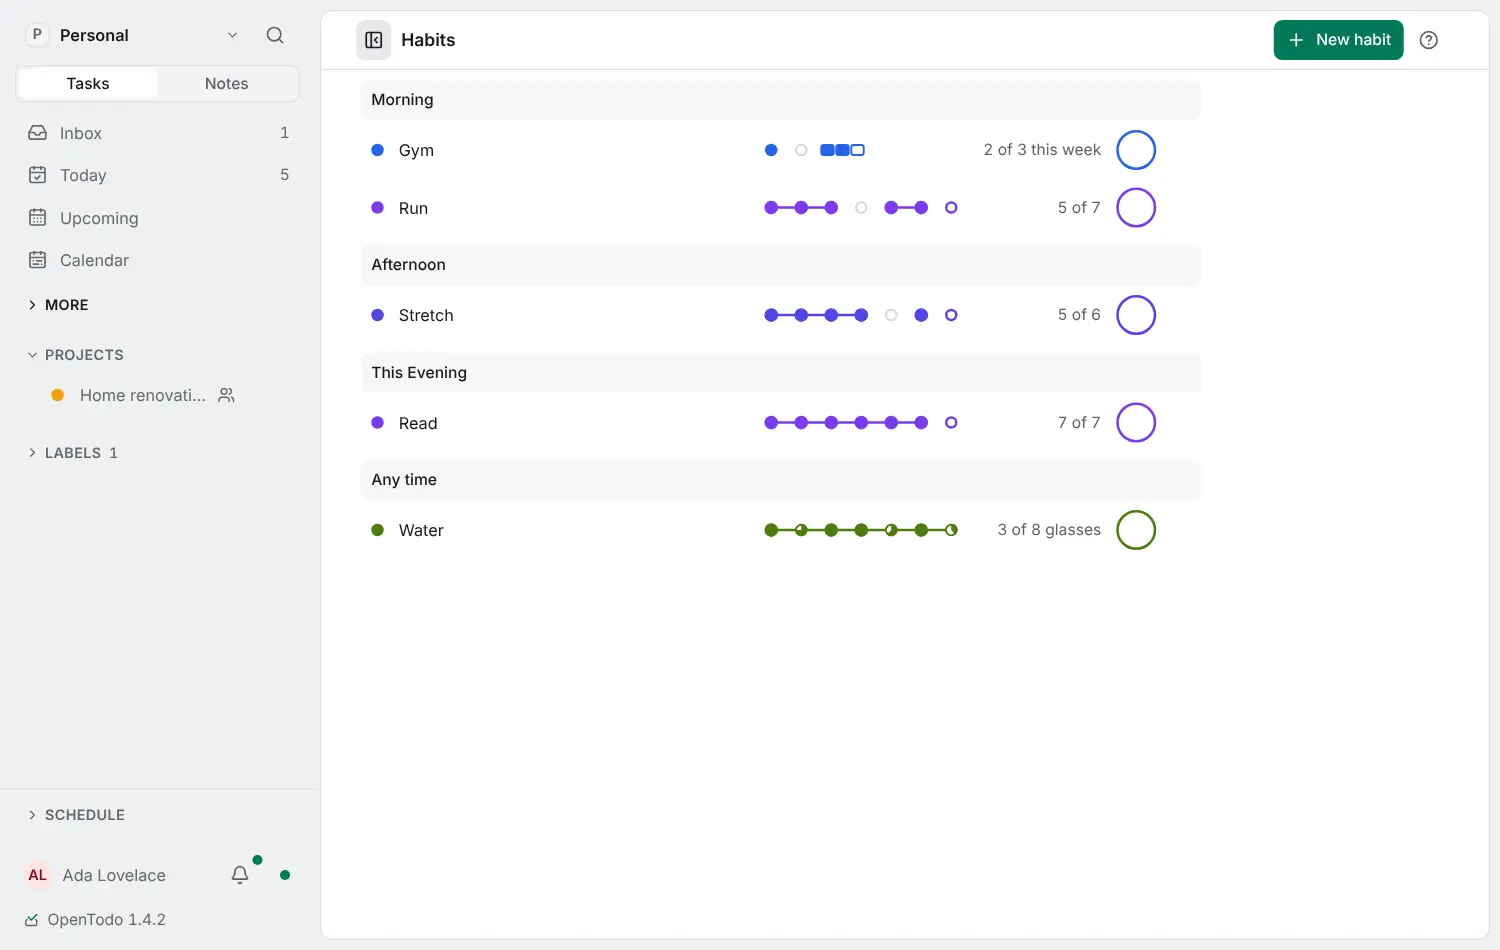 P Personal
Tasks Notes
Inbox 1
Today 5
Upcoming
Calendar
MORE
PROJECTS
Home renovati...
LABELS 1
SCHEDULE
AL Ada Lovelace
OpenTodo 1.4.2
Habits
New habit
Morning
Gym 2 of 3 this week
Run 5 of 7
Afternoon
Stretch 5 of 6
This Evening
Read 7 of 7
Any time
Water 3 of 8 glasses